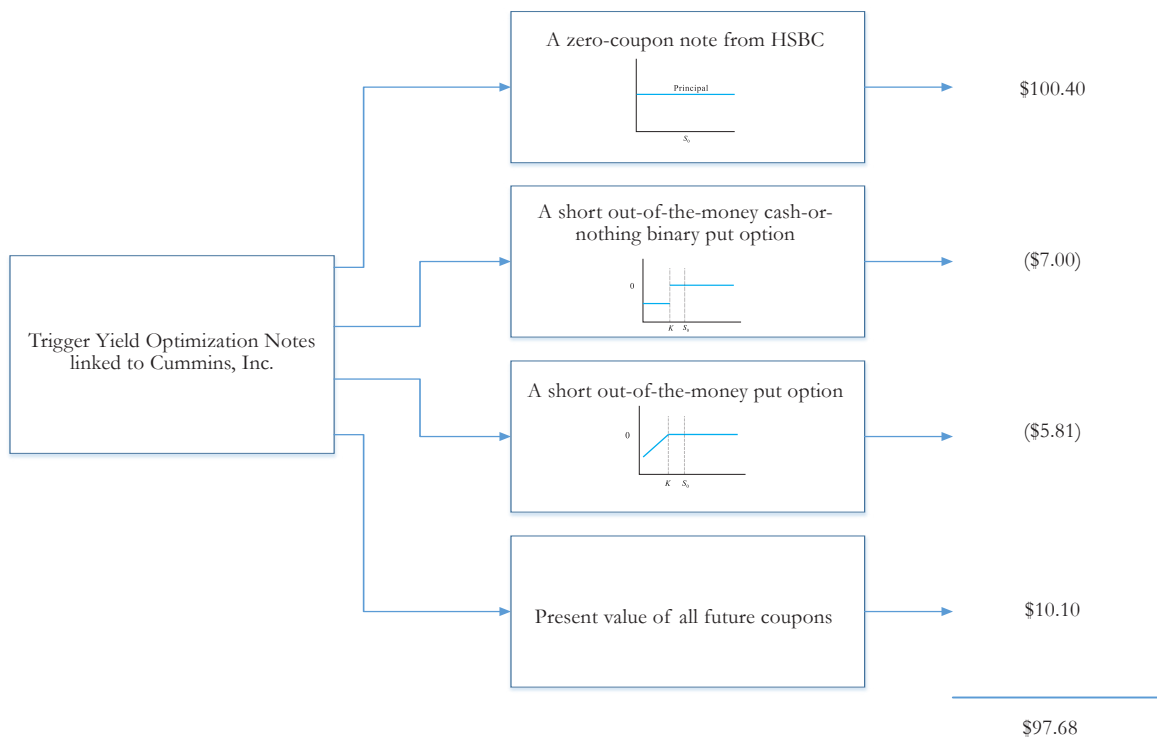 Trigger Yield Optimization Notes
linked to Cummins, Inc.
A zero-coupon note from HSBC
Principal
S₀
$100.40
A short out-of-the-money cash-or-
nothing binary put option
0
K S₀
($7.00)
A short out-of-the-money put option
0
K S₀
($5.81)
Present value of all future coupons
$10.10
$97.68